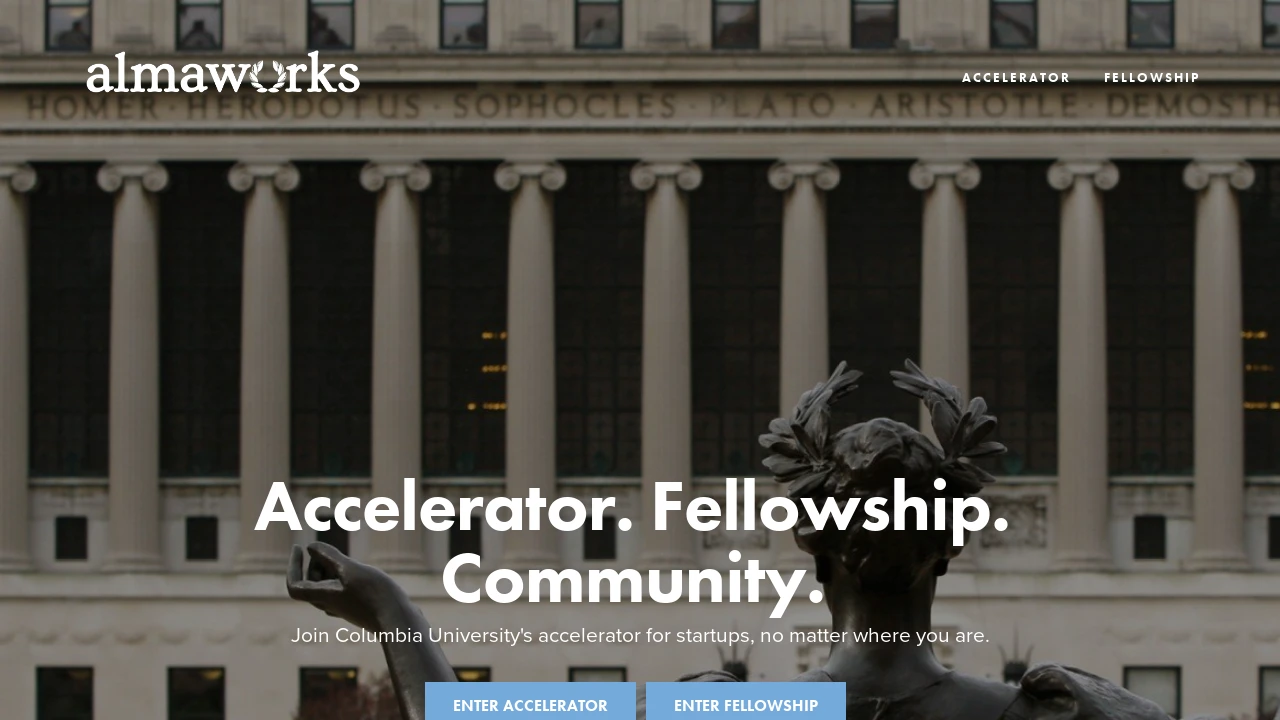 almaworks
ACCELERATOR
FELLOWSHIP
HOMER · HERODOTUS · SOPHOCLES · PLATO · ARISTOTLE · DEMOSTH
Accelerator. Fellowship.
Community.
Join Columbia University's accelerator for startups, no matter where you are.
ENTER ACCELERATOR
ENTER FELLOWSHIP